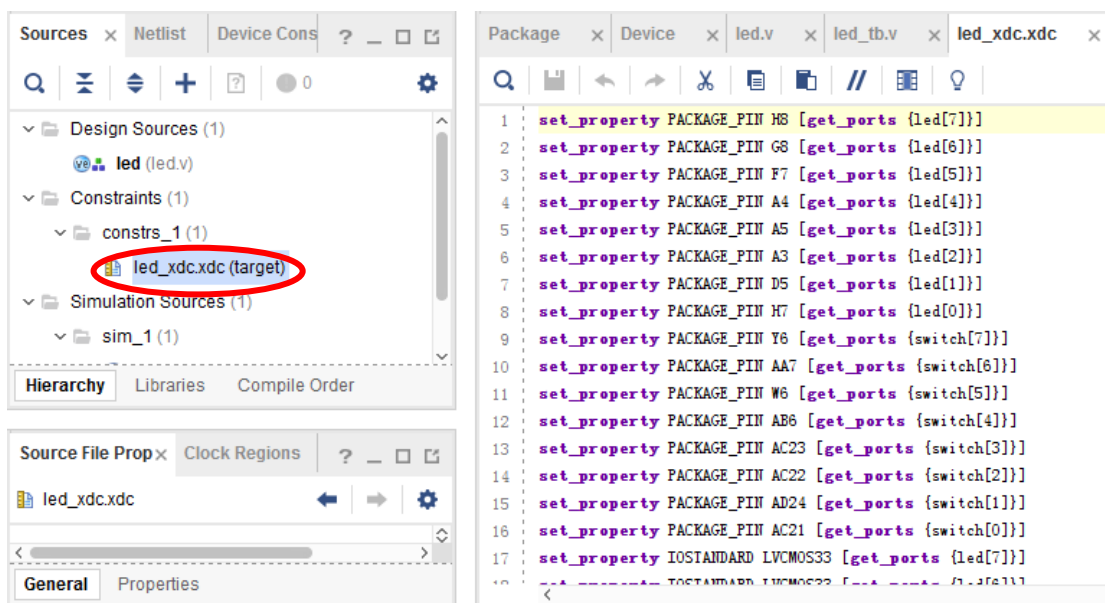 Sources Netlist Device Cons ?
0
Design Sources (1)
led (led.v)
Constraints (1)
constrs_1 (1)
led_xdc.xdc (target)
Simulation Sources (1)
sim_1 (1)
Hierarchy Libraries Compile Order
Source File Prop Clock Regions ?
led_xdc.xdc
General Properties
Package Device led.v led_tb.v led_xdc.xdc
1 set_property PACKAGE_PIN H8 [get_ports {led[7]}]
2 set_property PACKAGE_PIN G8 [get_ports {led[6]}]
3 set_property PACKAGE_PIN F7 [get_ports {led[5]}]
4 set_property PACKAGE_PIN A4 [get_ports {led[4]}]
5 set_property PACKAGE_PIN A5 [get_ports {led[3]}]
6 set_property PACKAGE_PIN A3 [get_ports {led[2]}]
7 set_property PACKAGE_PIN D5 [get_ports {led[1]}]
8 set_property PACKAGE_PIN H7 [get_ports {led[0]}]
9 set_property PACKAGE_PIN Y6 [get_ports {switch[7]}]
10 set_property PACKAGE_PIN AA7 [get_ports {switch[6]}]
11 set_property PACKAGE_PIN W6 [get_ports {switch[5]}]
12 set_property PACKAGE_PIN AB6 [get_ports {switch[4]}]
13 set_property PACKAGE_PIN AC23 [get_ports {switch[3]}]
14 set_property PACKAGE_PIN AC22 [get_ports {switch[2]}]
15 set_property PACKAGE_PIN AD24 [get_ports {switch[1]}]
16 set_property PACKAGE_PIN AC21 [get_ports {switch[0]}]
17 set_property IOSTANDARD LVCMOS33 [get_ports {led[7]}]